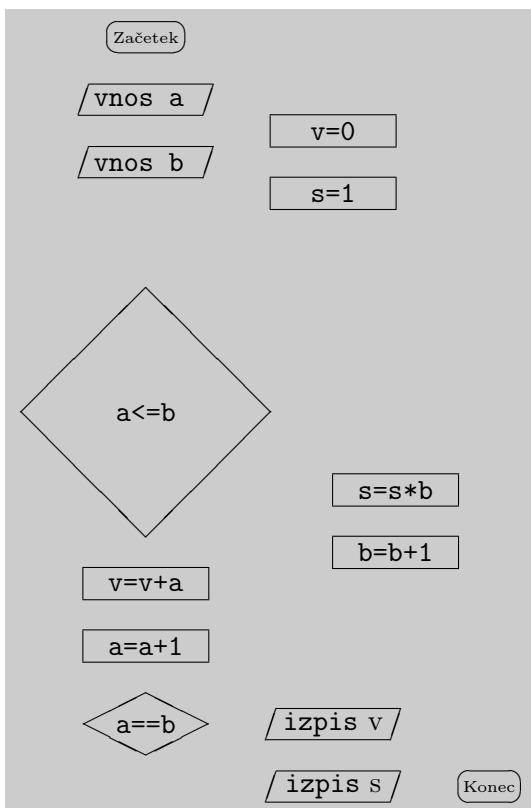 Začetek
vnos a
v=0
vnos b
s=1
a<=b
s=s*b
b=b+1
v=v+a
a=a+1
a==b
izpis v
izpis s
Konec